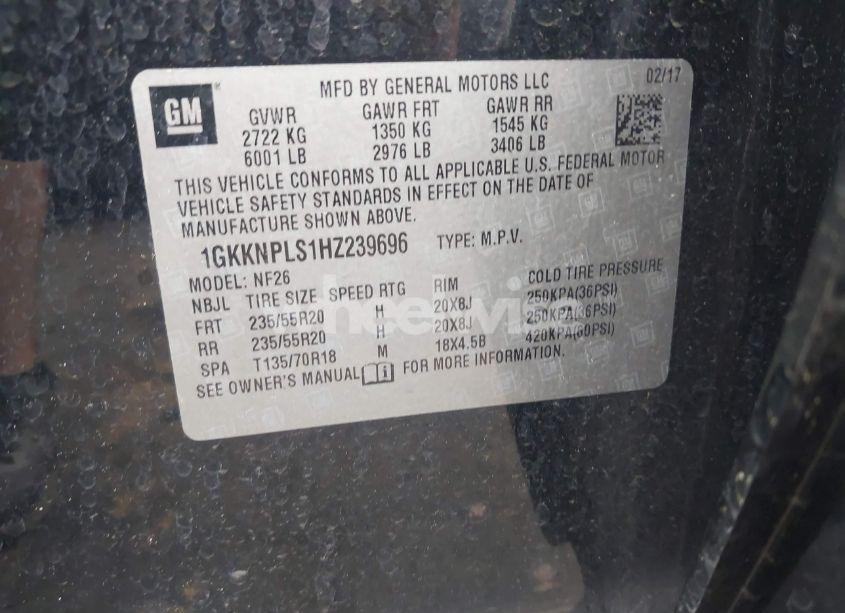 GM
MFD BY GENERAL MOTORS LLC 02/17
GVWR GAWR FRT GAWR RR
2722 KG 1350 KG 1545 KG
6001 LB 2976 LB 3406 LB
THIS VEHICLE CONFORMS TO ALL APPLICABLE U.S. FEDERAL MOTOR
VEHICLE SAFETY STANDARDS IN EFFECT ON THE DATE OF
MANUFACTURE SHOWN ABOVE.
1GKKNPLS1HZ239696 TYPE: M.P.V.
MODEL: NF26
NBJL TIRE SIZE SPEED RTG RIM COLD TIRE PRESSURE
FRT 235/55R20 H 20X8J 250KPA(36PSI)
RR 235/55R20 H 20X8J 250KPA(36PSI)
SPA T135/70R18 M 18X4.5B 420KPA(60PSI)
SEE OWNER'S MANUAL FOR MORE INFORMATION.